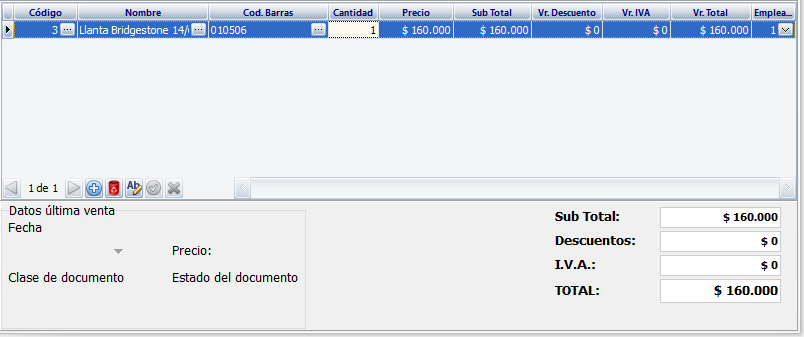 Código Nombre Cod. Barras Cantidad Precio Sub Total Vr. Descuento Vr. IVA Vr. Total Emplea...
3 ... Llanta Bridgestone 14/ ... 010506 ... 1 $ 160.000 $ 160.000 $ 0 $ 0 $ 160.000 1
1 de 1 Ab
Datos última venta
Fecha
Precio:
Clase de documento Estado del documento
Sub Total: $ 160.000
Descuentos: $ 0
I.V.A.: $ 0
TOTAL: $ 160.000